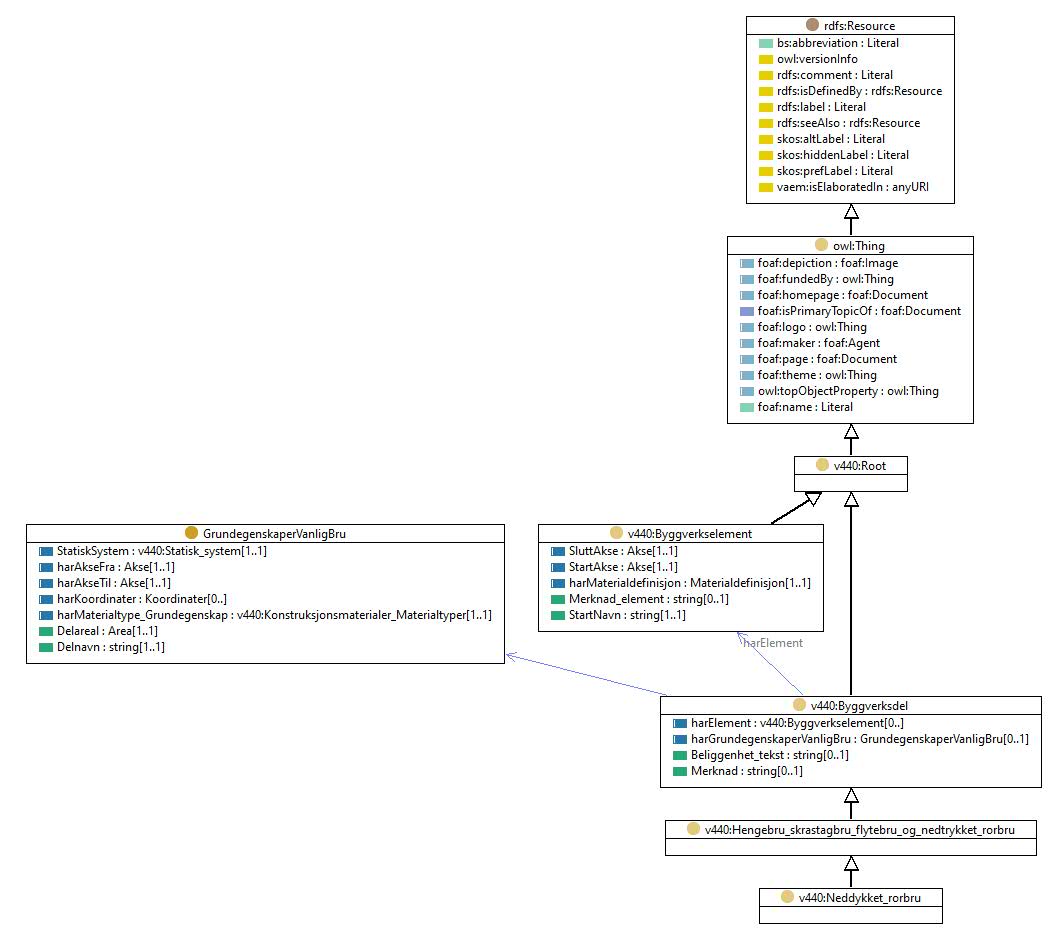 rdfs:Resource
bs:abbreviation : Literal
owl:versionInfo
rdfs:comment : Literal
rdfs:isDefinedBy : rdfs:Resource
rdfs:label : Literal
rdfs:seeAlso : rdfs:Resource
skos:altLabel : Literal
skos:hiddenLabel : Literal
skos:prefLabel : Literal
vaem:isElaboratedIn : anyURI
owl:Thing
foaf:depiction : foaf:Image
foaf:fundedBy : owl:Thing
foaf:homepage : foaf:Document
foaf:isPrimaryTopicOf : foaf:Document
foaf:logo : owl:Thing
foaf:maker : foaf:Agent
foaf:page : foaf:Document
foaf:theme : owl:Thing
owl:topObjectProperty : owl:Thing
foaf:name : Literal
v440:Root
GrundegenskaperVanligBru
StatiskSystem : v440:Statisk_system[1..1]
harAkseFra : Akse[1..1]
harAkseTil : Akse[1..1]
harKoordinater : Koordinater[0..]
harMaterialtype_Grundegenskap : v440:Konstruksjonsmaterialer_Materialtyper[1..1]
Delareal : Area[1..1]
Delnavn : string[1..1]
v440:Byggverkselement
SluttAkse : Akse[1..1]
StartAkse : Akse[1..1]
harMaterialdefinisjon : Materialdefinisjon[1..1]
Merknad_element : string[0..1]
StartNavn : string[1..1]
harElement
v440:Byggverksdel
harElement : v440:Byggverkselement[0..]
harGrundegenskaperVanligBru : GrundegenskaperVanligBru[0..1]
Beliggenhet_tekst : string[0..1]
Merknad : string[0..1]
v440:Hengebru_skrastagbru_flytebru_og_nedtrykket_rorbru
v440:Neddykket_rorbru